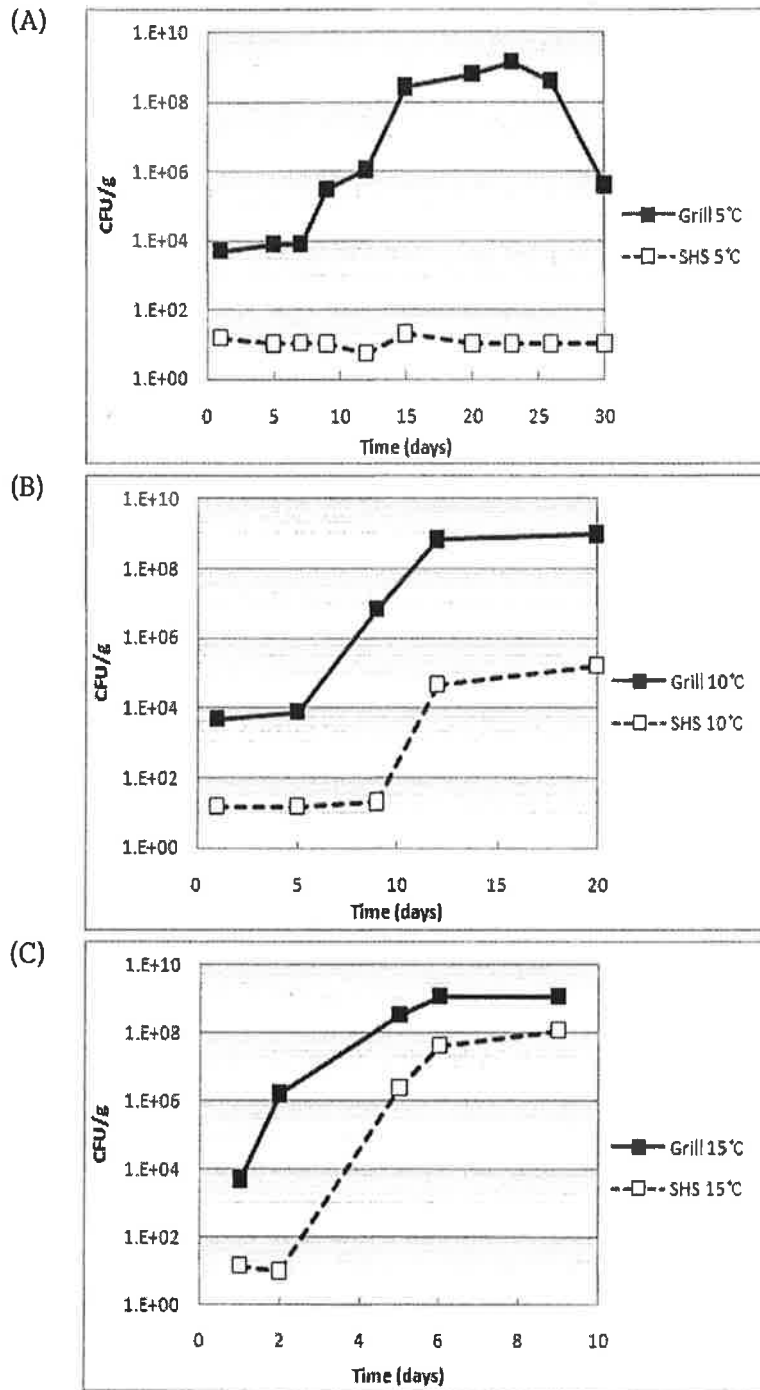 (A)
1.E+10
1.E+08
1.E+06
1.E+04
1.E+02
1.E+00
CFU/g
0 5 10 15 20 25 30
Time (days)
Grill 5°C
SHS 5°C
(B)
1.E+10
1.E+08
1.E+06
1.E+04
1.E+02
1.E+00
CFU/g
0 5 10 15 20
Time (days)
Grill 10°C
SHS 10°C
(C)
1.E+10
1.E+08
1.E+06
1.E+04
1.E+02
1.E+00
CFU/g
0 2 4 6 8 10
Time (days)
Grill 15°C
SHS 15°C